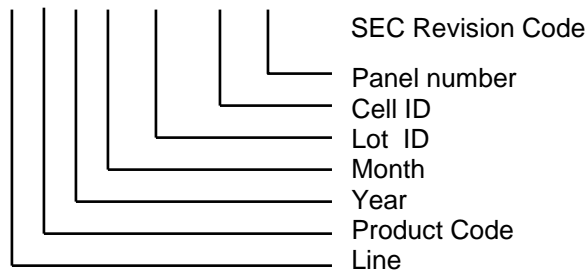 SEC Revision Code
Panel number
Cell ID
Lot ID
Month
Year
Product Code
Line